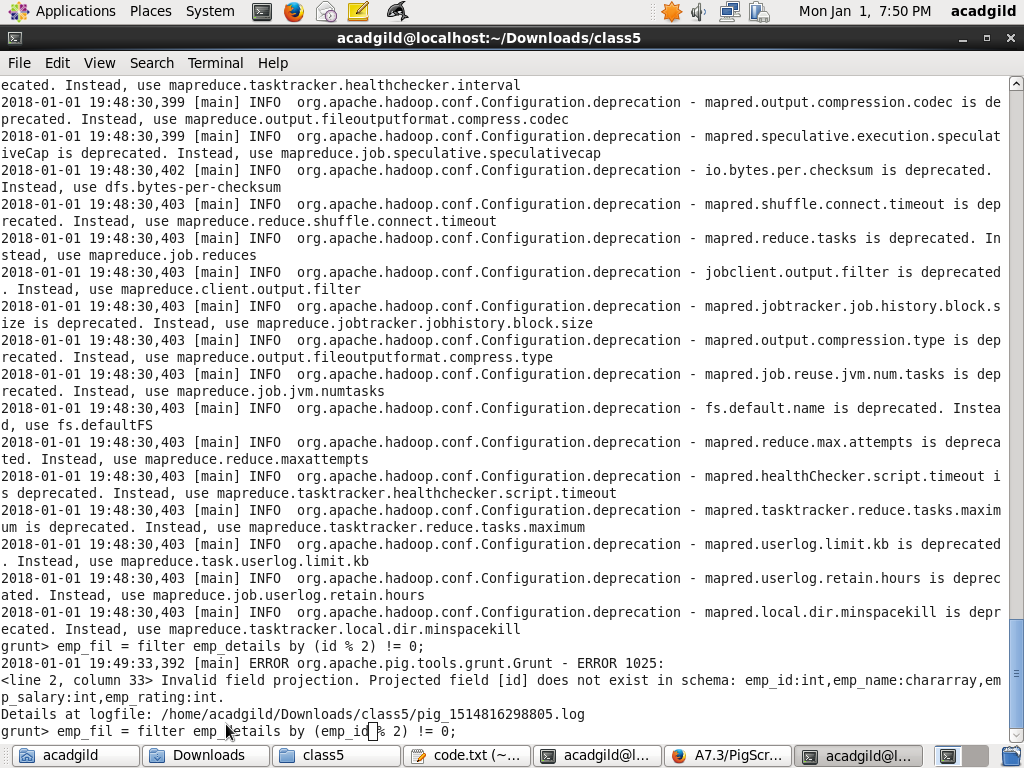 Applications Places System Mon Jan 1, 7:50 PM acadgild
acadgild@localhost:~/Downloads/class5
File Edit View Search Terminal Help
ecated. Instead, use mapreduce.tasktracker.healthchecker.interval
2018-01-01 19:48:30,399 [main] INFO  org.apache.hadoop.conf.Configuration.deprecation - mapred.output.compression.codec is de
precated. Instead, use mapreduce.output.fileoutputformat.compress.codec
2018-01-01 19:48:30,399 [main] INFO  org.apache.hadoop.conf.Configuration.deprecation - mapred.speculative.execution.speculat
iveCap is deprecated. Instead, use mapreduce.job.speculative.speculativecap
2018-01-01 19:48:30,402 [main] INFO  org.apache.hadoop.conf.Configuration.deprecation - io.bytes.per.checksum is deprecated.
Instead, use dfs.bytes-per-checksum
2018-01-01 19:48:30,403 [main] INFO  org.apache.hadoop.conf.Configuration.deprecation - mapred.shuffle.connect.timeout is dep
recated. Instead, use mapreduce.reduce.shuffle.connect.timeout
2018-01-01 19:48:30,403 [main] INFO  org.apache.hadoop.conf.Configuration.deprecation - mapred.reduce.tasks is deprecated. In
stead, use mapreduce.job.reduces
2018-01-01 19:48:30,403 [main] INFO  org.apache.hadoop.conf.Configuration.deprecation - jobclient.output.filter is deprecated
. Instead, use mapreduce.client.output.filter
2018-01-01 19:48:30,403 [main] INFO  org.apache.hadoop.conf.Configuration.deprecation - mapred.jobtracker.job.history.block.s
ize is deprecated. Instead, use mapreduce.jobtracker.jobhistory.block.size
2018-01-01 19:48:30,403 [main] INFO  org.apache.hadoop.conf.Configuration.deprecation - mapred.output.compression.type is dep
recated. Instead, use mapreduce.output.fileoutputformat.compress.type
2018-01-01 19:48:30,403 [main] INFO  org.apache.hadoop.conf.Configuration.deprecation - mapred.job.reuse.jvm.num.tasks is dep
recated. Instead, use mapreduce.job.jvm.numtasks
2018-01-01 19:48:30,403 [main] INFO  org.apache.hadoop.conf.Configuration.deprecation - fs.default.name is deprecated. Instea
d, use fs.defaultFS
2018-01-01 19:48:30,403 [main] INFO  org.apache.hadoop.conf.Configuration.deprecation - mapred.reduce.max.attempts is depreca
ted. Instead, use mapreduce.reduce.maxattempts
2018-01-01 19:48:30,403 [main] INFO  org.apache.hadoop.conf.Configuration.deprecation - mapred.healthChecker.script.timeout i
s deprecated. Instead, use mapreduce.tasktracker.healthchecker.script.timeout
2018-01-01 19:48:30,403 [main] INFO  org.apache.hadoop.conf.Configuration.deprecation - mapred.tasktracker.reduce.tasks.maxim
um is deprecated. Instead, use mapreduce.tasktracker.reduce.tasks.maximum
2018-01-01 19:48:30,403 [main] INFO  org.apache.hadoop.conf.Configuration.deprecation - mapred.userlog.limit.kb is deprecated
. Instead, use mapreduce.task.userlog.limit.kb
2018-01-01 19:48:30,403 [main] INFO  org.apache.hadoop.conf.Configuration.deprecation - mapred.userlog.retain.hours is deprec
ated. Instead, use mapreduce.job.userlog.retain.hours
2018-01-01 19:48:30,403 [main] INFO  org.apache.hadoop.conf.Configuration.deprecation - mapred.local.dir.minspacekill is depr
ecated. Instead, use mapreduce.tasktracker.local.dir.minspacekill
grunt> emp_fil = filter emp_details by (id % 2) != 0;
2018-01-01 19:49:33,392 [main] ERROR org.apache.pig.tools.grunt.Grunt - ERROR 1025:
<line 2, column 33> Invalid field projection. Projected field [id] does not exist in schema: emp_id:int,emp_name:chararray,em
p_salary:int,emp_rating:int.
Details at logfile: /home/acadgild/Downloads/class5/pig_1514816298805.log
grunt> emp_fil = filter emp_details by (emp_id % 2) != 0;
acadgild Downloads class5 code.txt (~... acadgild@l... A7.3/PigScr... acadgild@l...